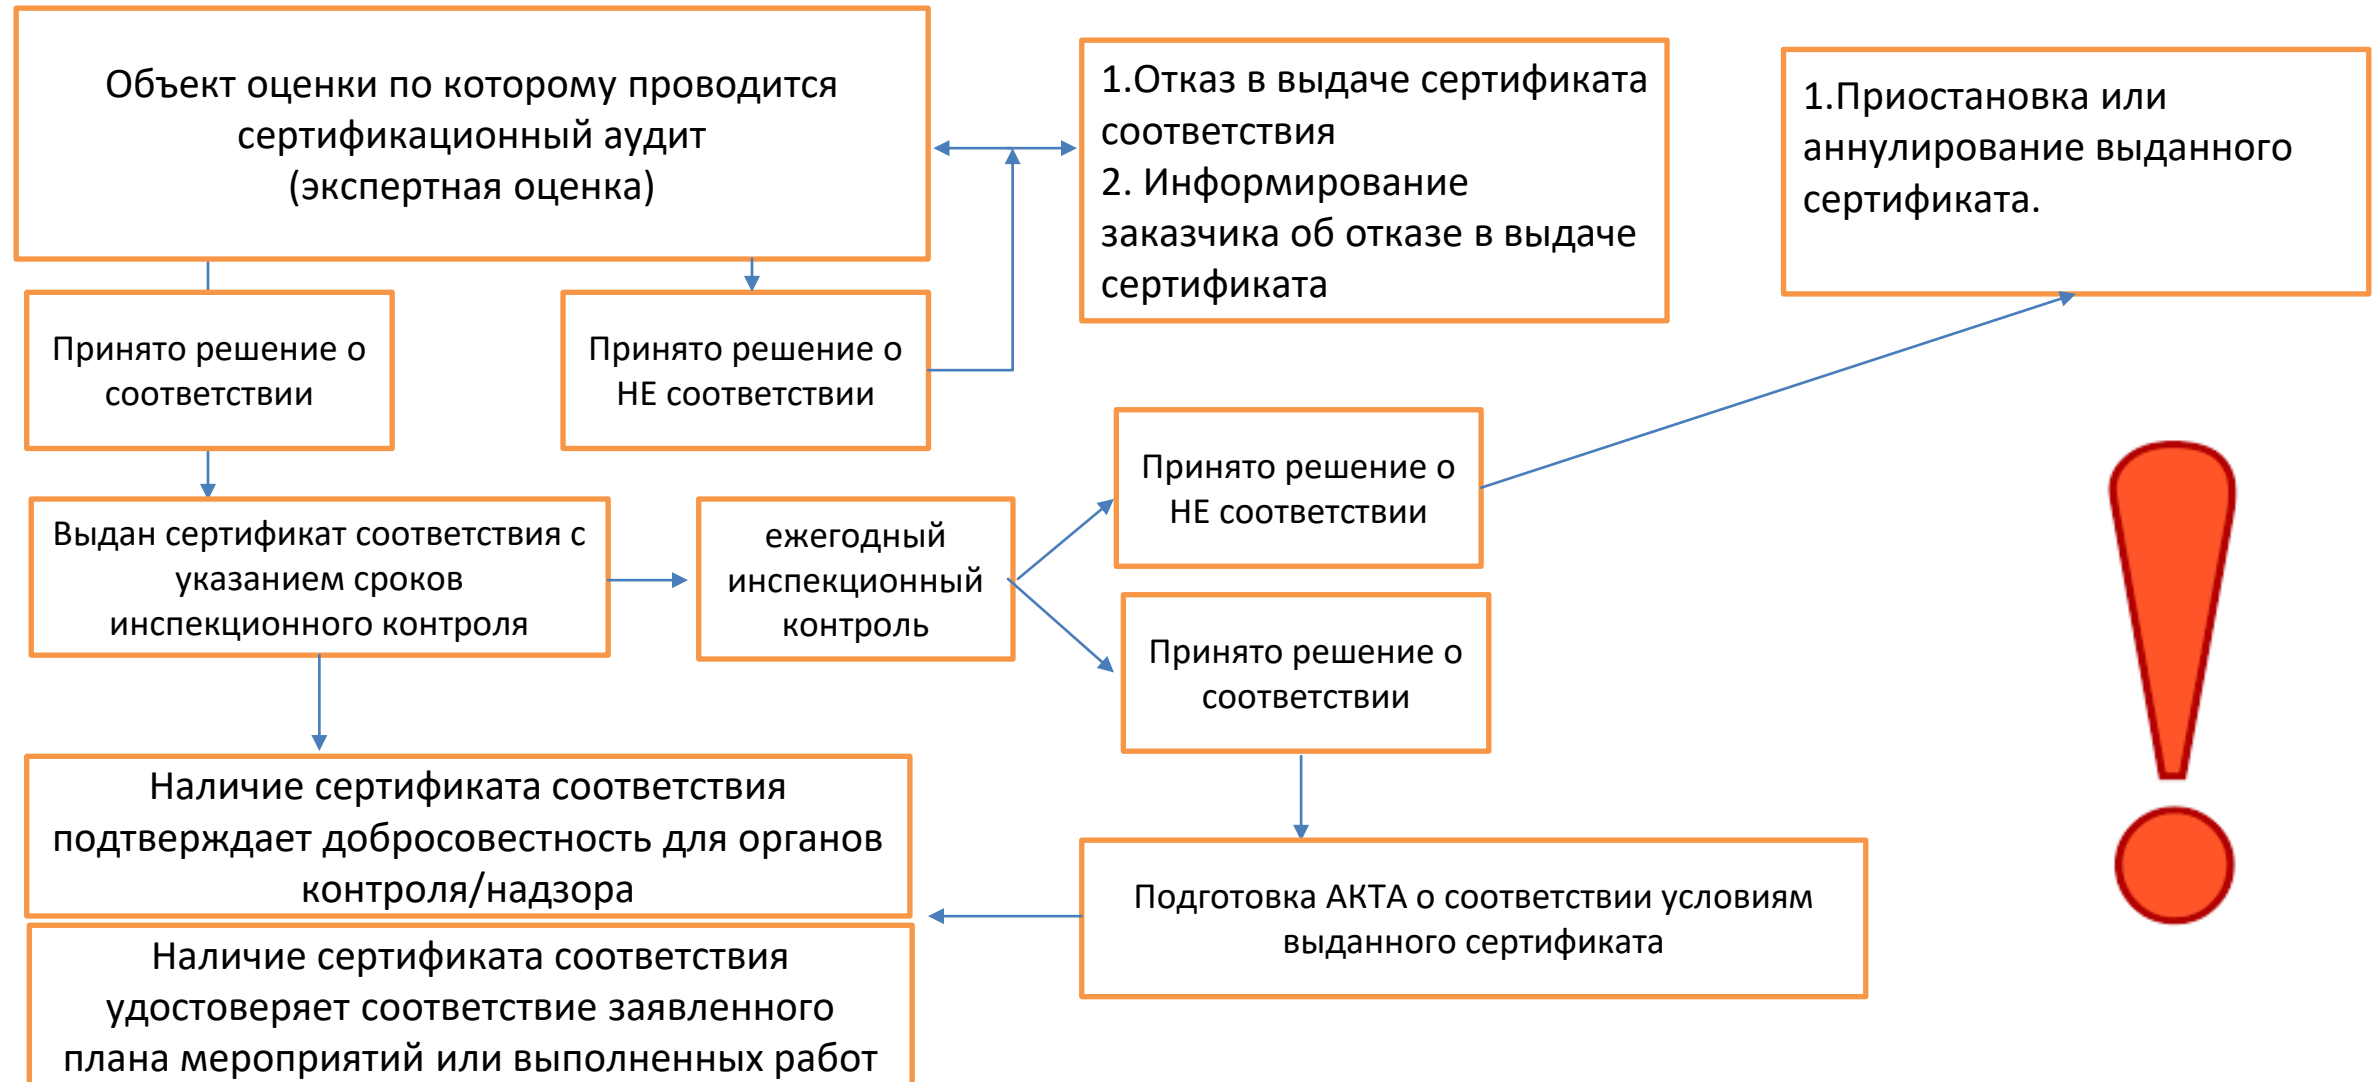 Объект оценки по которому проводится
сертификационный аудит
(экспертная оценка)
1.Отказ в выдаче сертификата
соответствия
2. Информирование
заказчика об отказе в выдаче
сертификата
1.Приостановка или
аннулирование выданного
сертификата.
Принято решение о
соответствии
Принято решение о
НЕ соответствии
Принято решение о
НЕ соответствии
Выдан сертификат соответствия с
указанием сроков
инспекционного контроля
ежегодный
инспекционный
контроль
Принято решение о
соответствии
Наличие сертификата соответствия
подтверждает добросовестность для органов
контроля/надзора
Подготовка АКТА о соответствии условиям
выданного сертификата
Наличие сертификата соответствия
удостоверяет соответствие заявленного
плана мероприятий или выполненных работ